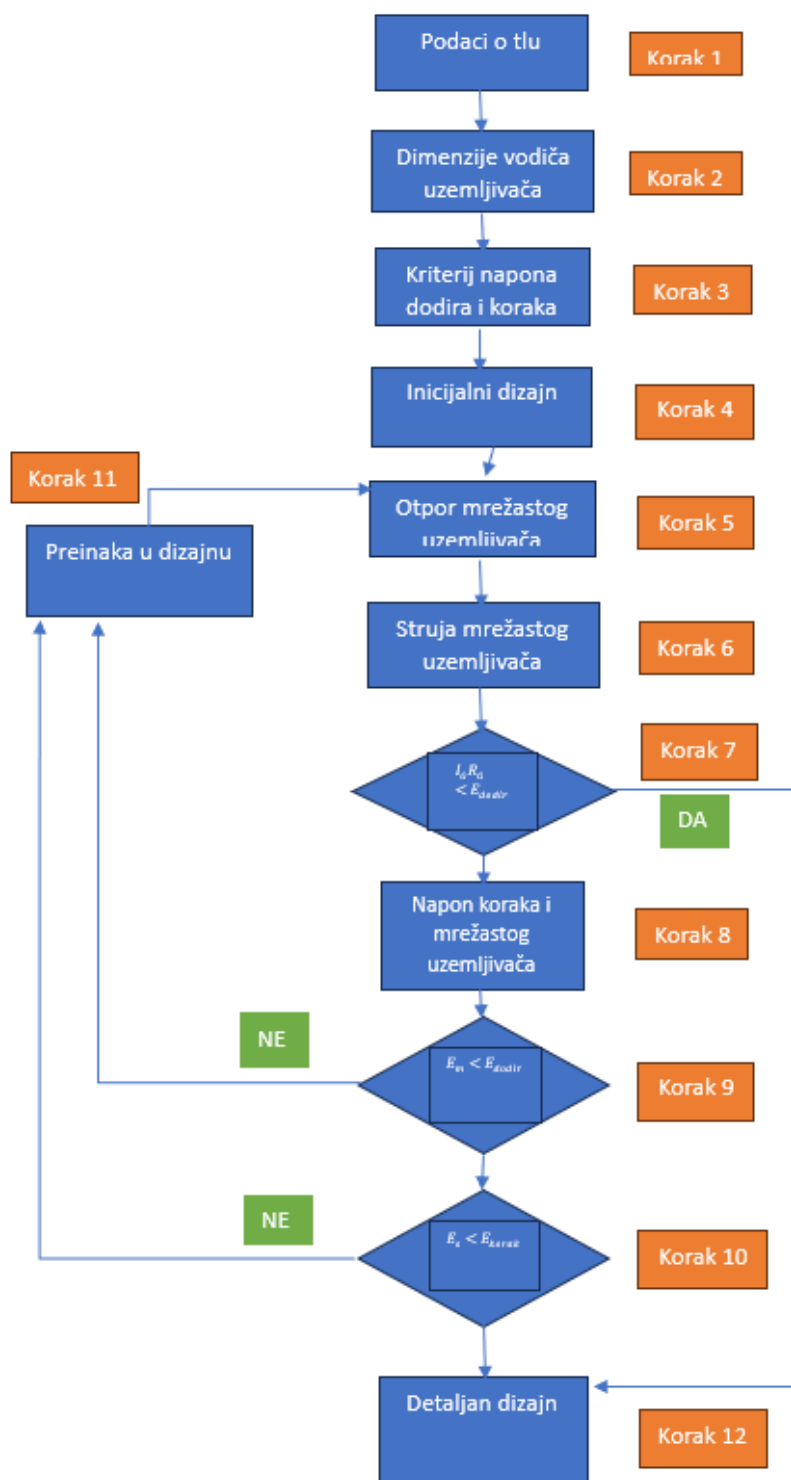 Podaci o tlu
Korak 1
Dimenzije vodiča
uzemljivača
Korak 2
Kriterij napona
dodira i koraka
Korak 3
Inicijalni dizajn
Korak 4
Korak 11
Preinaka u dizajnu
Otpor mrežastog
uzemljivača
Korak 5
Struja mrežastog
uzemljivača
Korak 6
Korak 7
I_G R_G
< E_dodir
DA
Napon koraka i
mrežastog
uzemljivača
Korak 8
NE
E_m < E_dodir
Korak 9
NE
E_s < E_korak
Korak 10
Detaljan dizajn
Korak 12